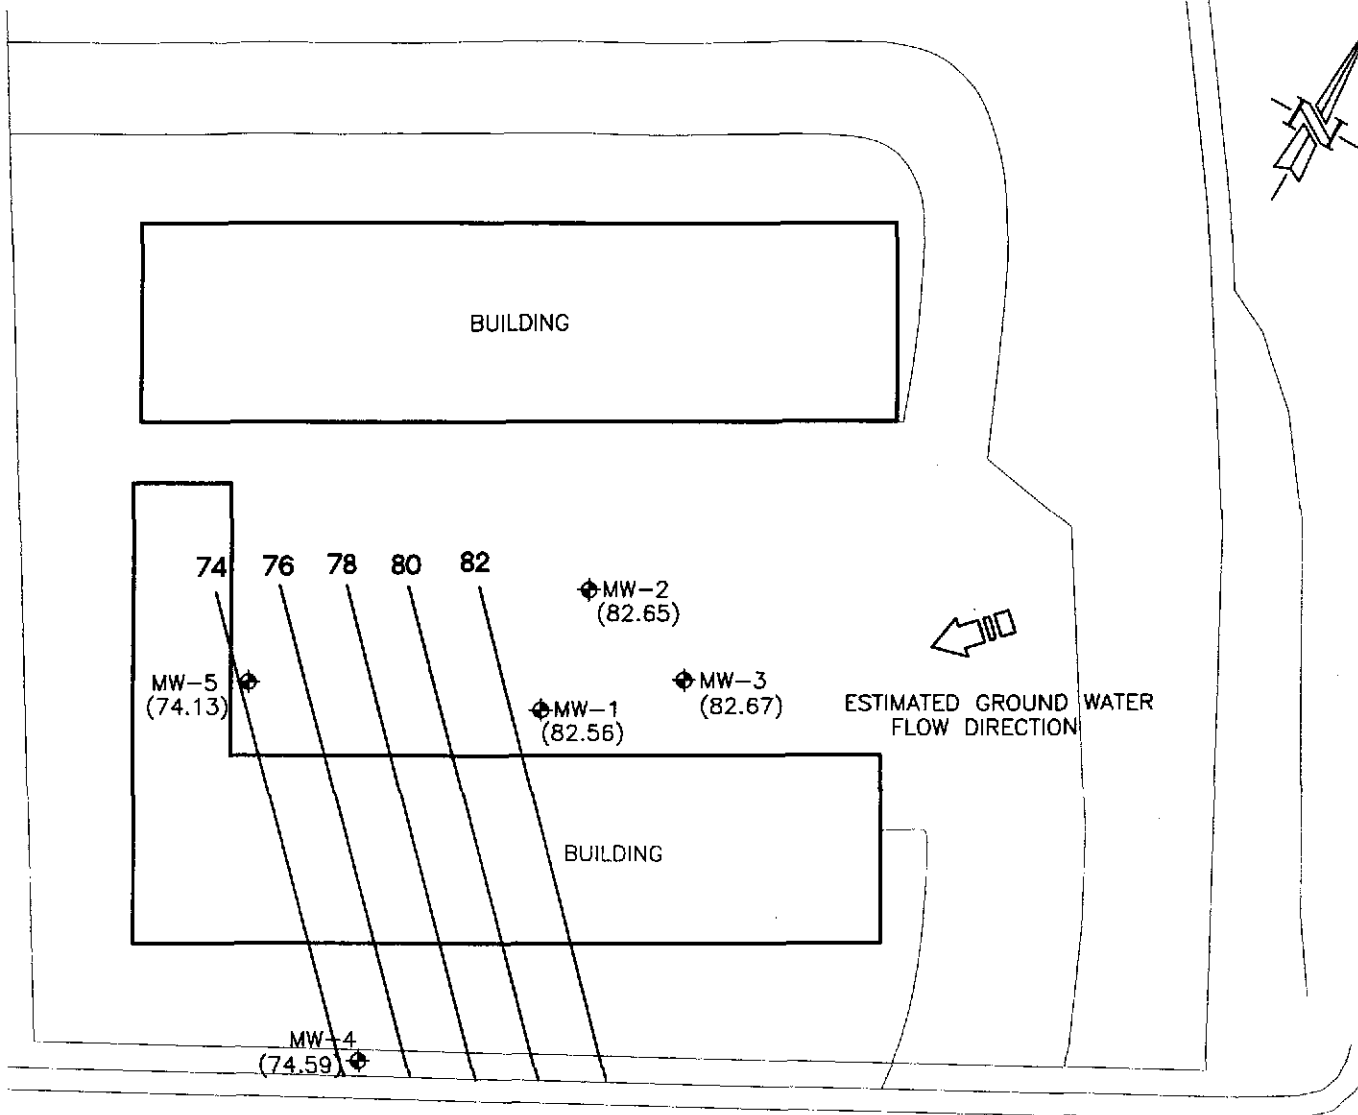 BUILDING
74 76 78 80 82
MW-2
(82.65)
MW-5
(74.13)
MW-3
(82.67)
MW-1
(82.56)
ESTIMATED GROUND WATER
FLOW DIRECTION
BUILDING
MW-4
(74.59)